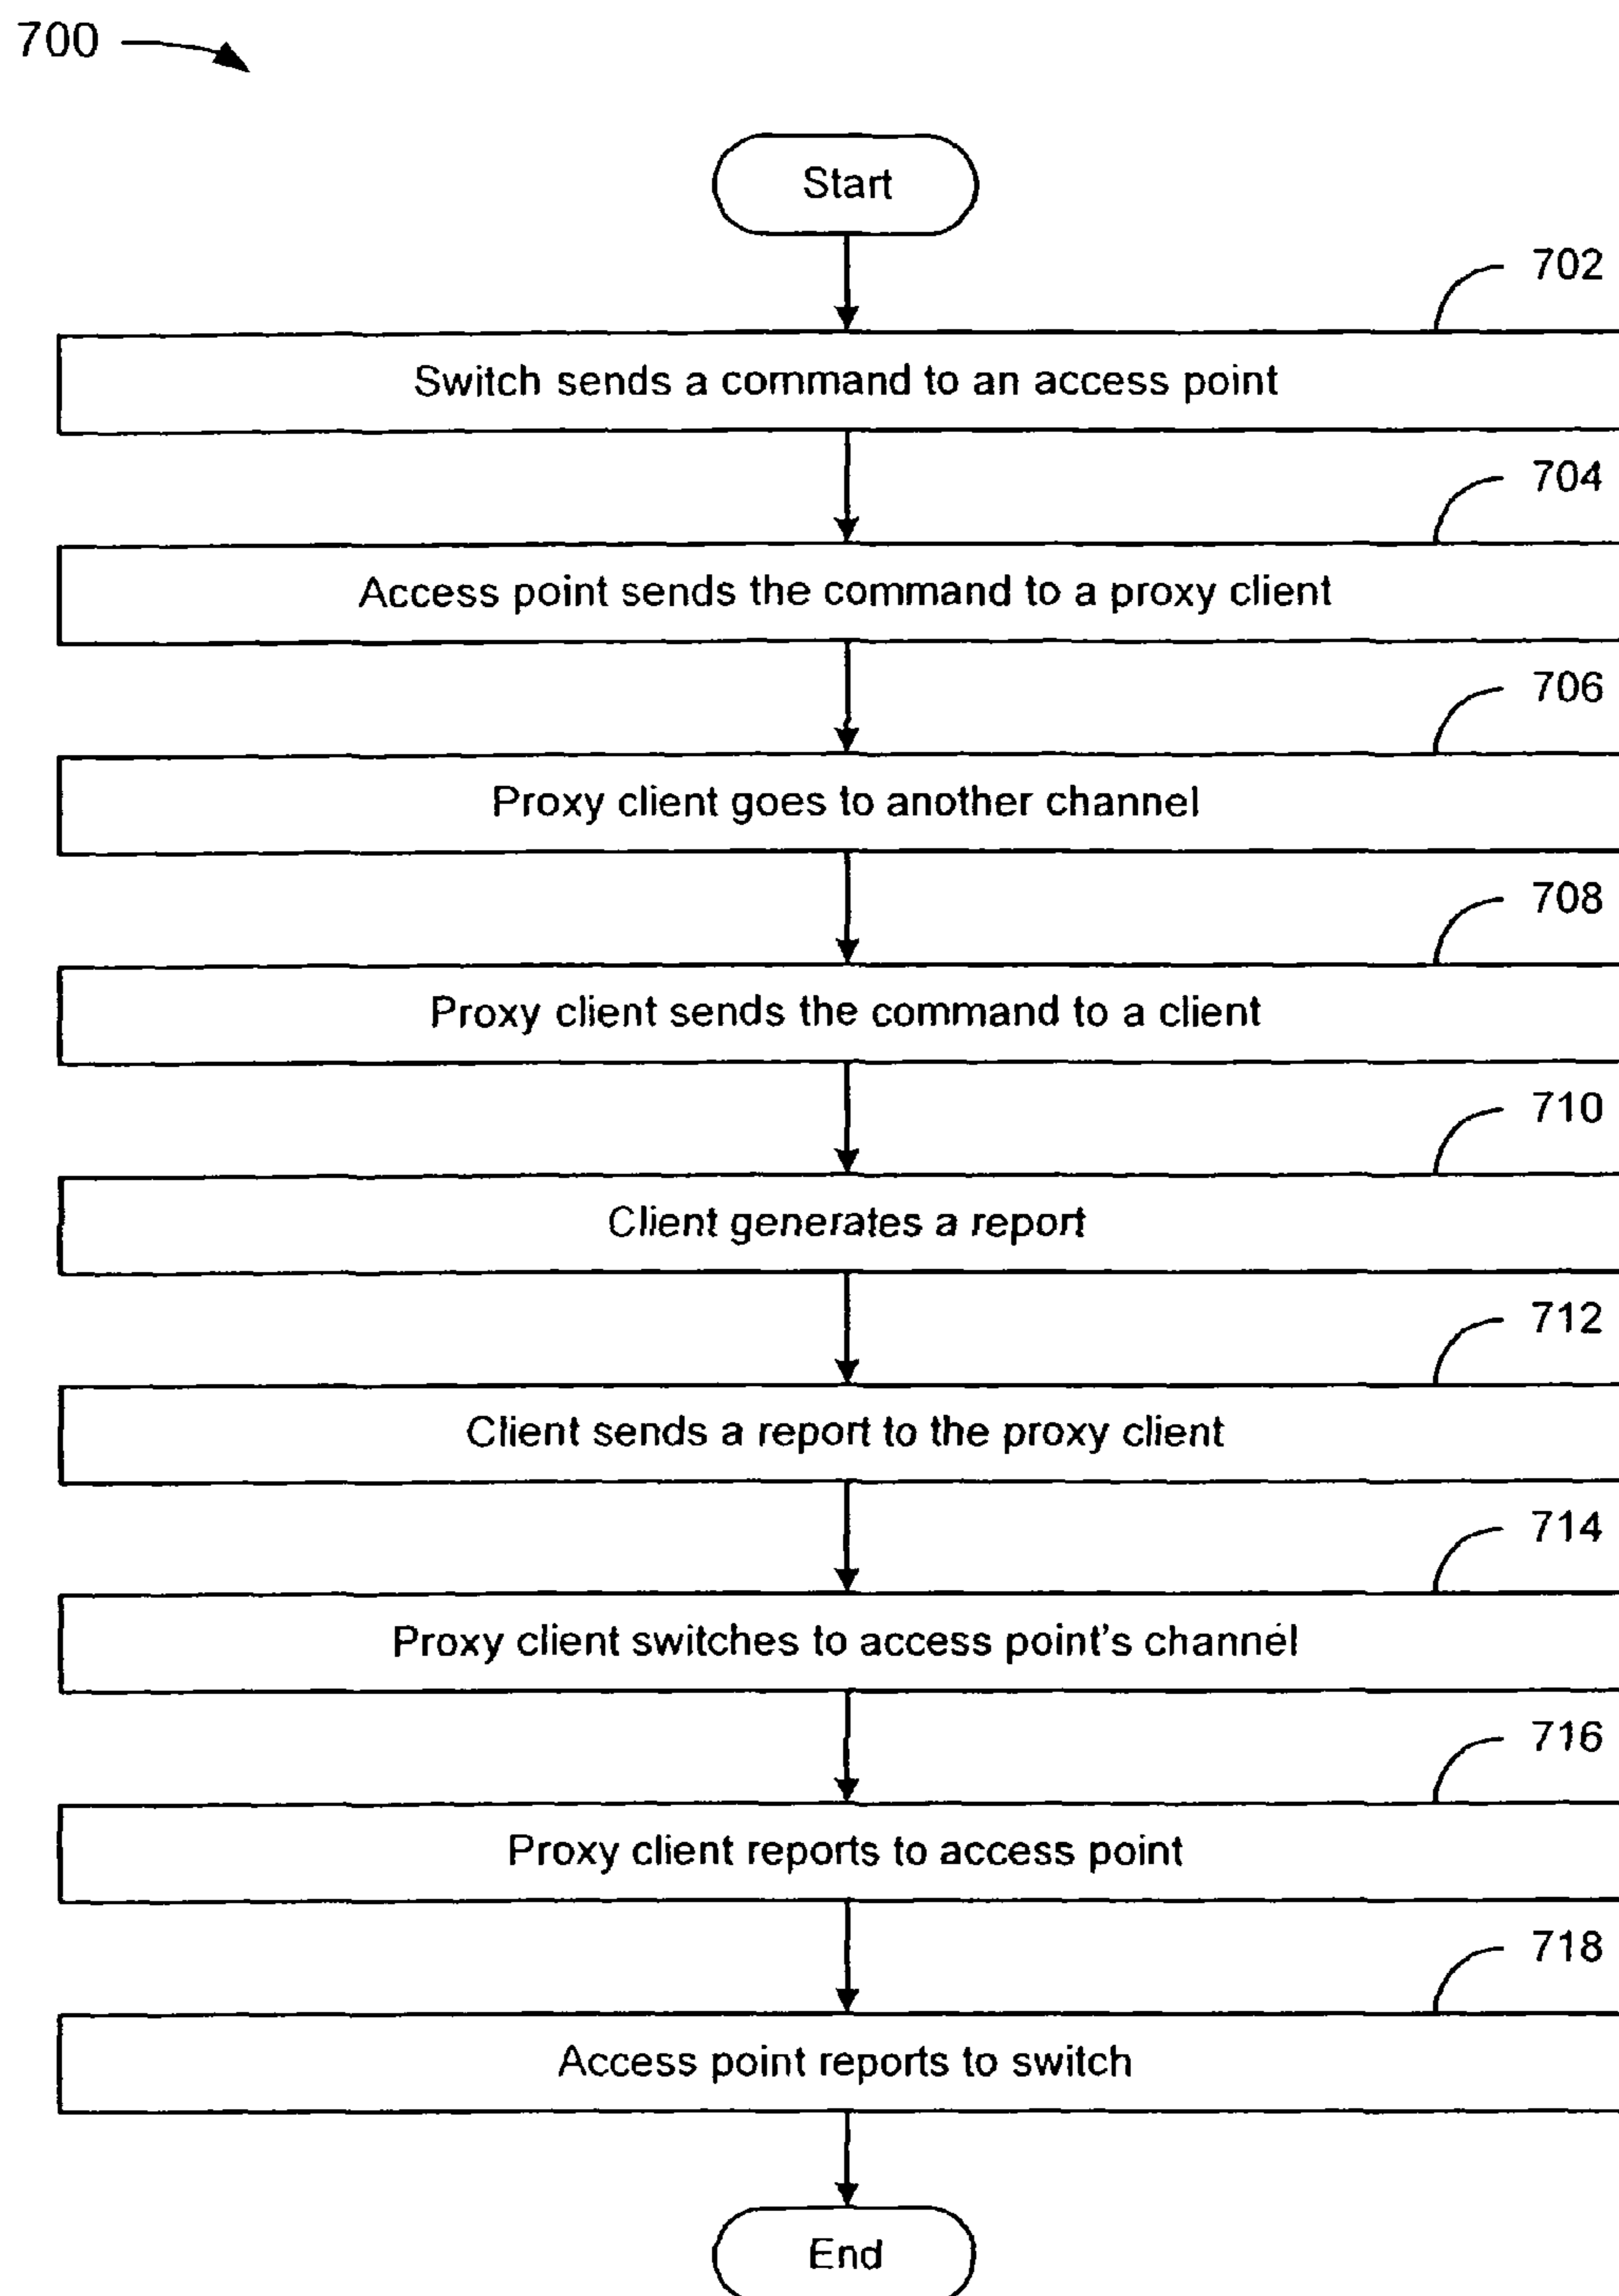 700
Start
702
Switch sends a command to an access point
704
Access point sends the command to a proxy client
706
Proxy client goes to another channel
708
Proxy client sends the command to a client
710
Client generates a report
712
Client sends a report to the proxy client
714
Proxy client switches to access point's channel
716
Proxy client reports to access point
718
Access point reports to switch
End